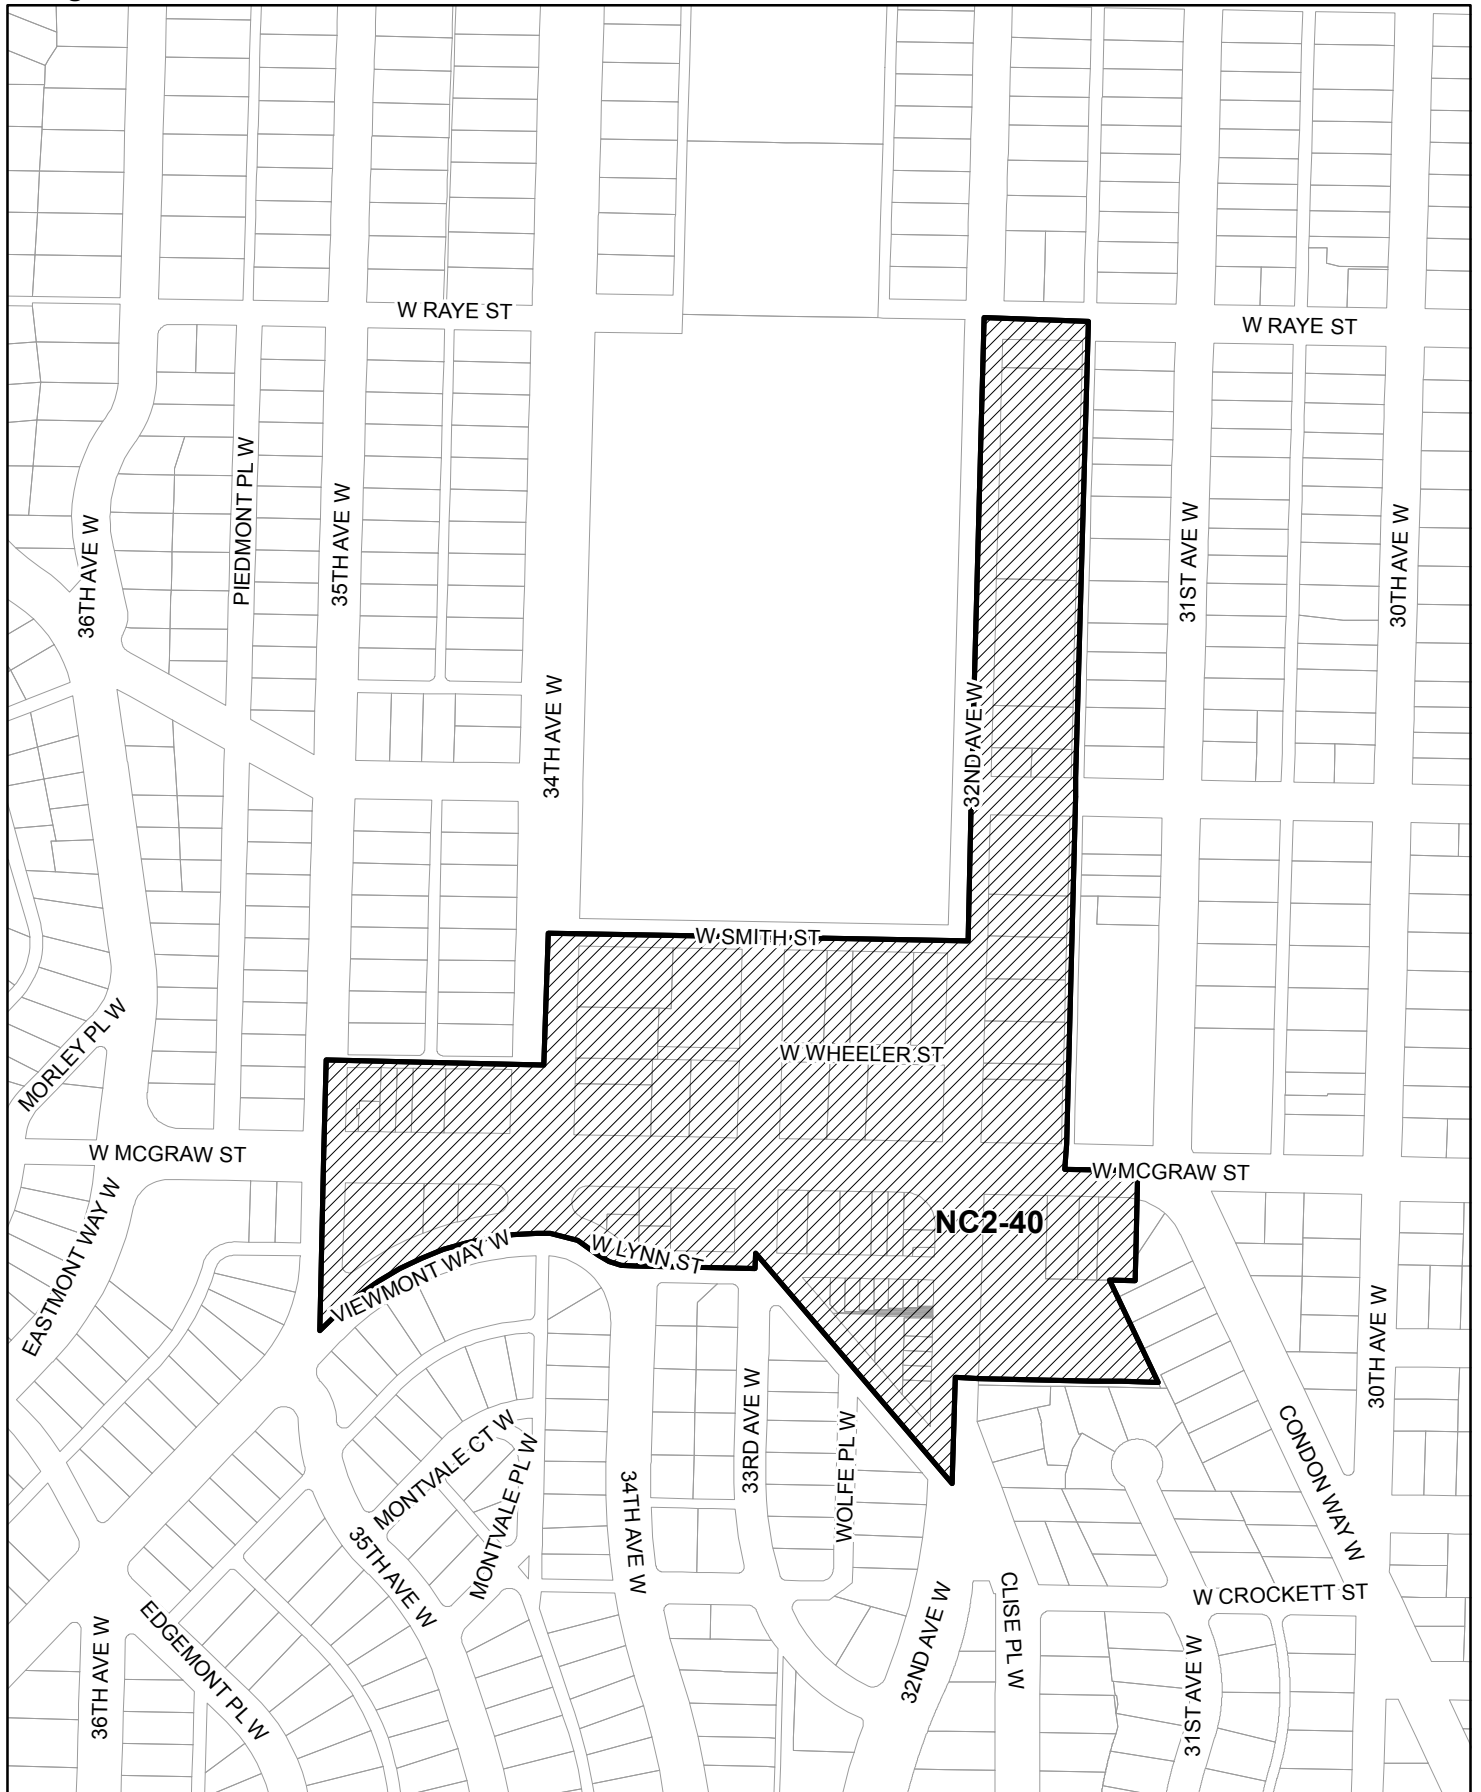 W RAYE ST
W RAYE ST
36TH AVE W
PIEDMONT PL W
35TH AVE W
31ST AVE W
30TH AVE W
34TH AVE W
32ND AVE W
W SMITH ST
MORLEY PL W
W WHEELER ST
W MCGRAW ST
W MCGRAW ST
EASTMONT WAY W
NC2-40
VIEWMONT WAY W
W LYNN ST
30TH AVE W
33RD AVE W
WOLFE PL W
MONTVALE CT W
MONTVALE PL W
34TH AVE W
CONDON WAY W
35TH AVE W
W CROCKETT ST
EDGEMONT PL W
36TH AVE W
32ND AVE W
CLISE PL W
31ST AVE W